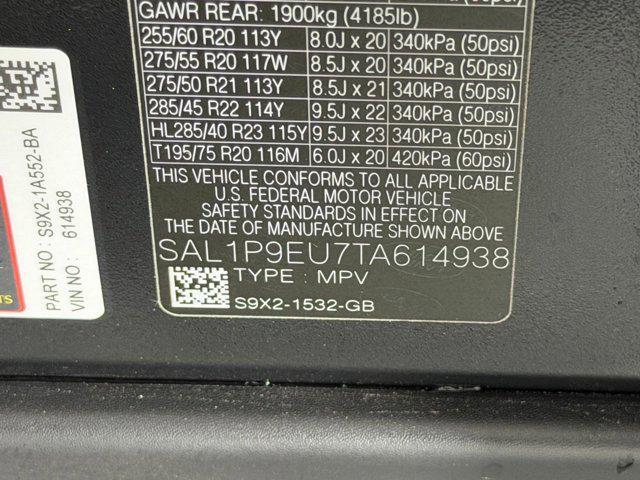 GAWR REAR: 1900kg (4185lb)
255/60 R20 113Y 8.0J x 20 340kPa (50psi)
275/55 R20 117W 8.5J x 20 340kPa (50psi)
275/50 R21 113Y 8.5J x 21 340kPa (50psi)
285/45 R22 114Y 9.5J x 22 340kPa (50psi)
HL285/40 R23 115Y 9.5J x 23 340kPa (50psi)
T195/75 R20 116M 6.0J x 20 420kPa (60psi)
THIS VEHICLE CONFORMS TO ALL APPLICABLE
U.S. FEDERAL MOTOR VEHICLE
SAFETY STANDARDS IN EFFECT ON
THE DATE OF MANUFACTURE SHOWN ABOVE
SAL1P9EU7TA614938
TYPE : MPV
S9X2-1532-GB
PART NO : S9X2-1A552-BA
VIN NO : 614938